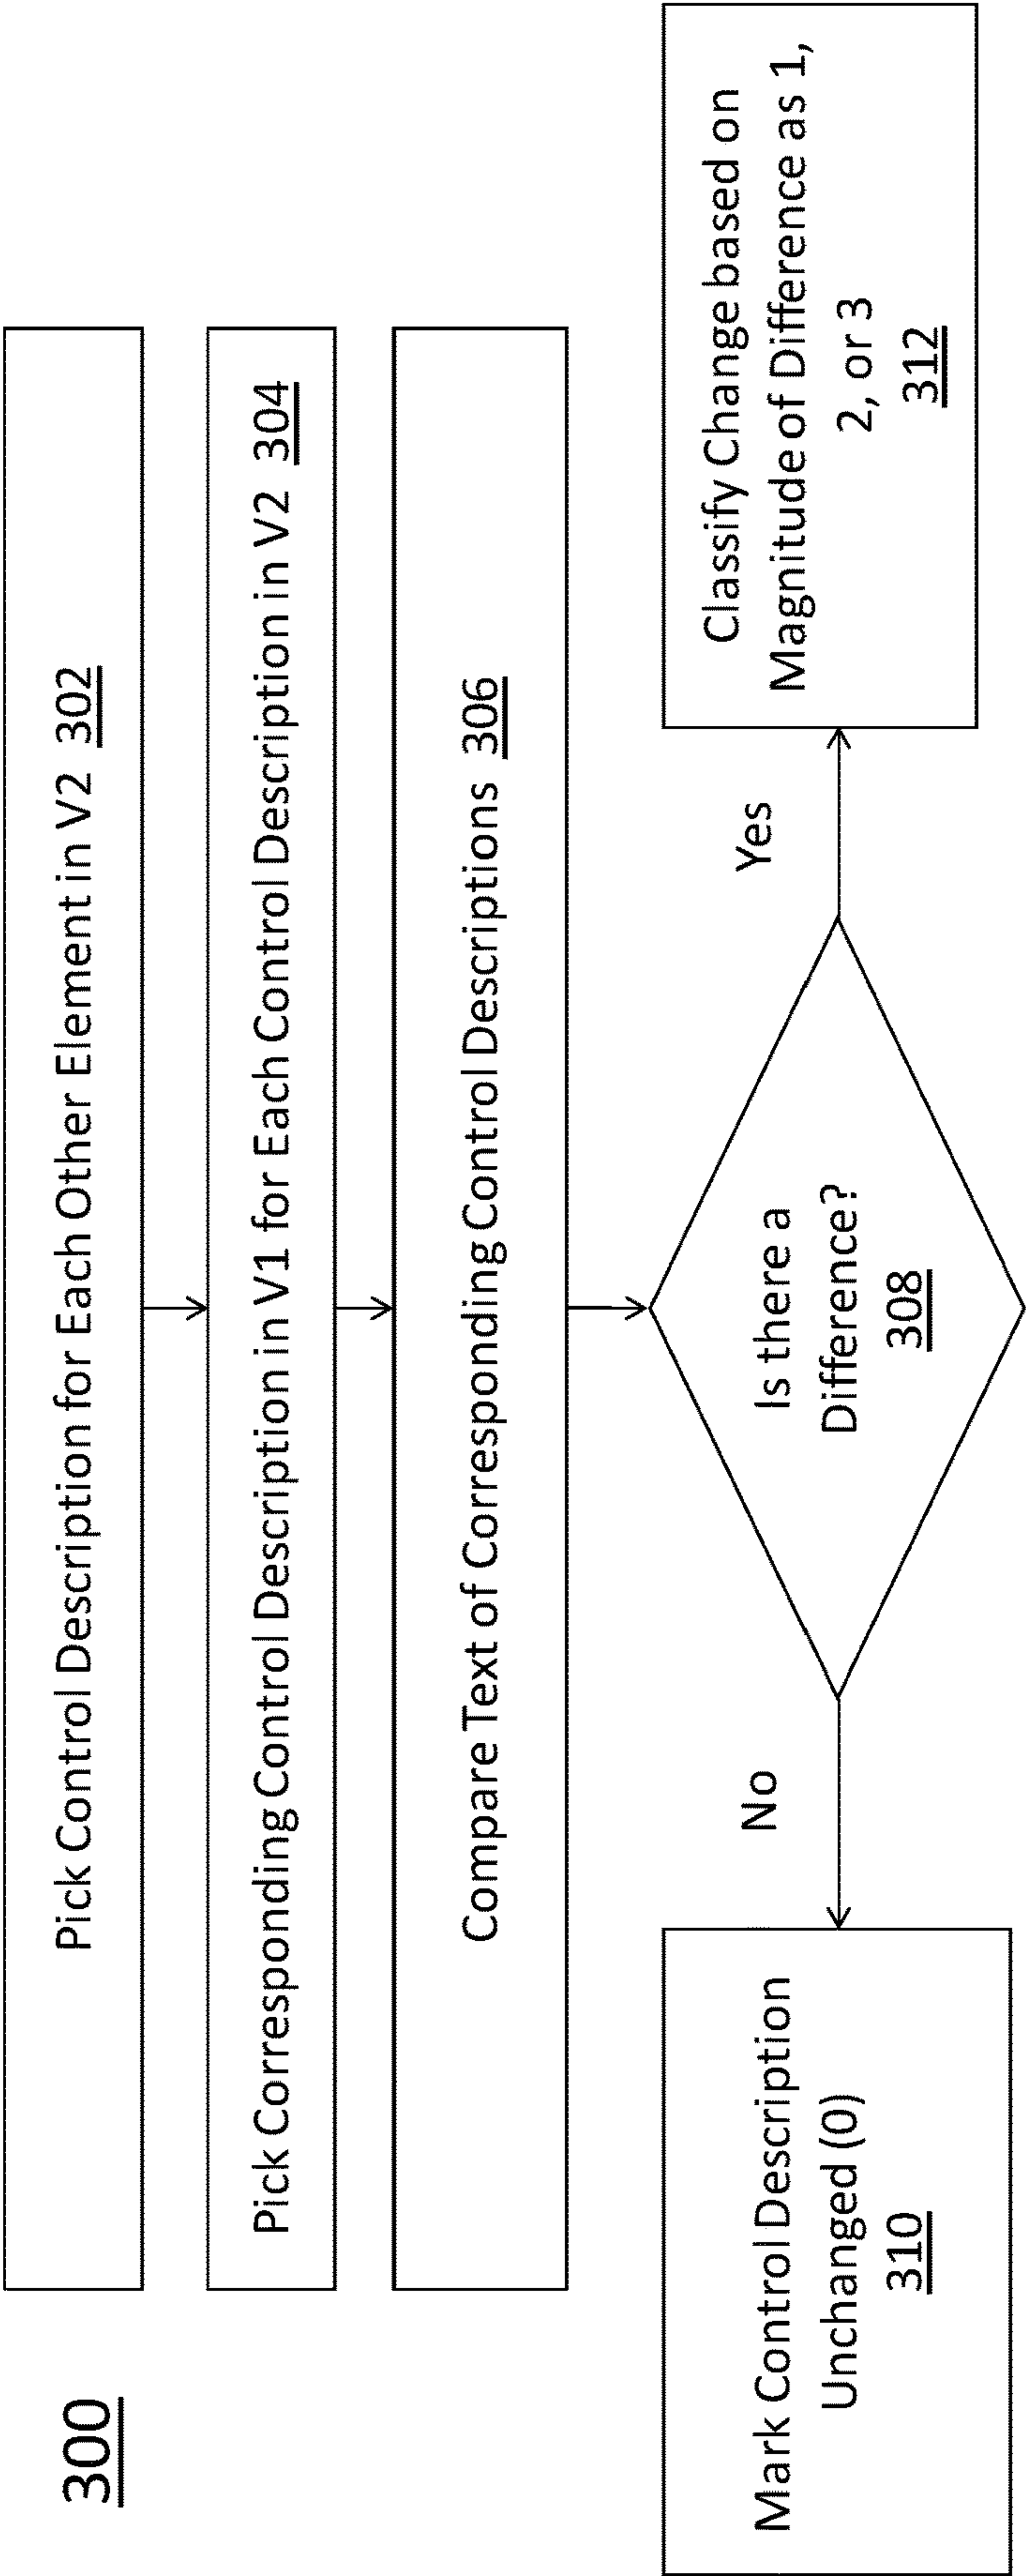 300
Pick Control Description for Each Other Element in V2 302
Pick Corresponding Control Description in V1 for Each Control Description in V2 304
Compare Text of Corresponding Control Descriptions 306
Is there a
Difference?
308
No
Yes
Mark Control Description
Unchanged (0)
310
Classify Change based on
Magnitude of Difference as 1,
2, or 3
312